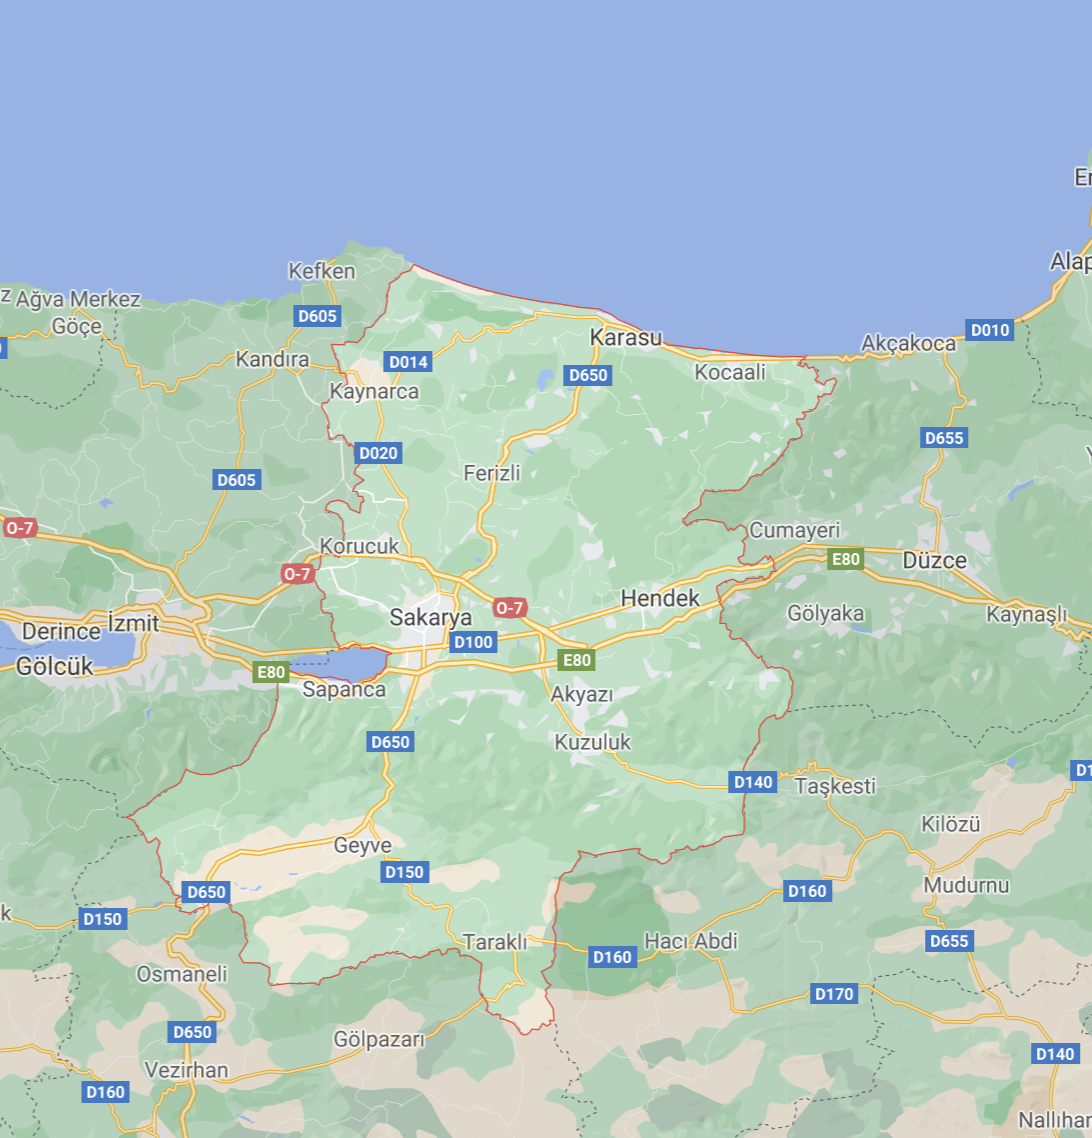 Er
Alap
Kefken
z
Ağva Merkez
D605
Göçe
D010
Karasu
Akçakoca
Kandıra
D014
Kocaali
D650
Kaynarca
D655
D020
Ferizli
D605
O-7
Cumayeri
Korucuk
E80
Düzce
O-7
Hendek
O-7
Sakarya
Gölyaka
Kaynaşlı
İzmit
Derince
D100
E80
Gölcük
E80
Sapanca
Akyazı
D650
Kuzuluk
D1
D140
Taşkesti
Kilözü
Geyve
D150
Mudurnu
D650
D160
k
D150
Taraklı
Hacı Abdi
D655
D160
Osmaneli
D170
D650
Gölpazarı
D140
Vezirhan
D160
Nallıhan